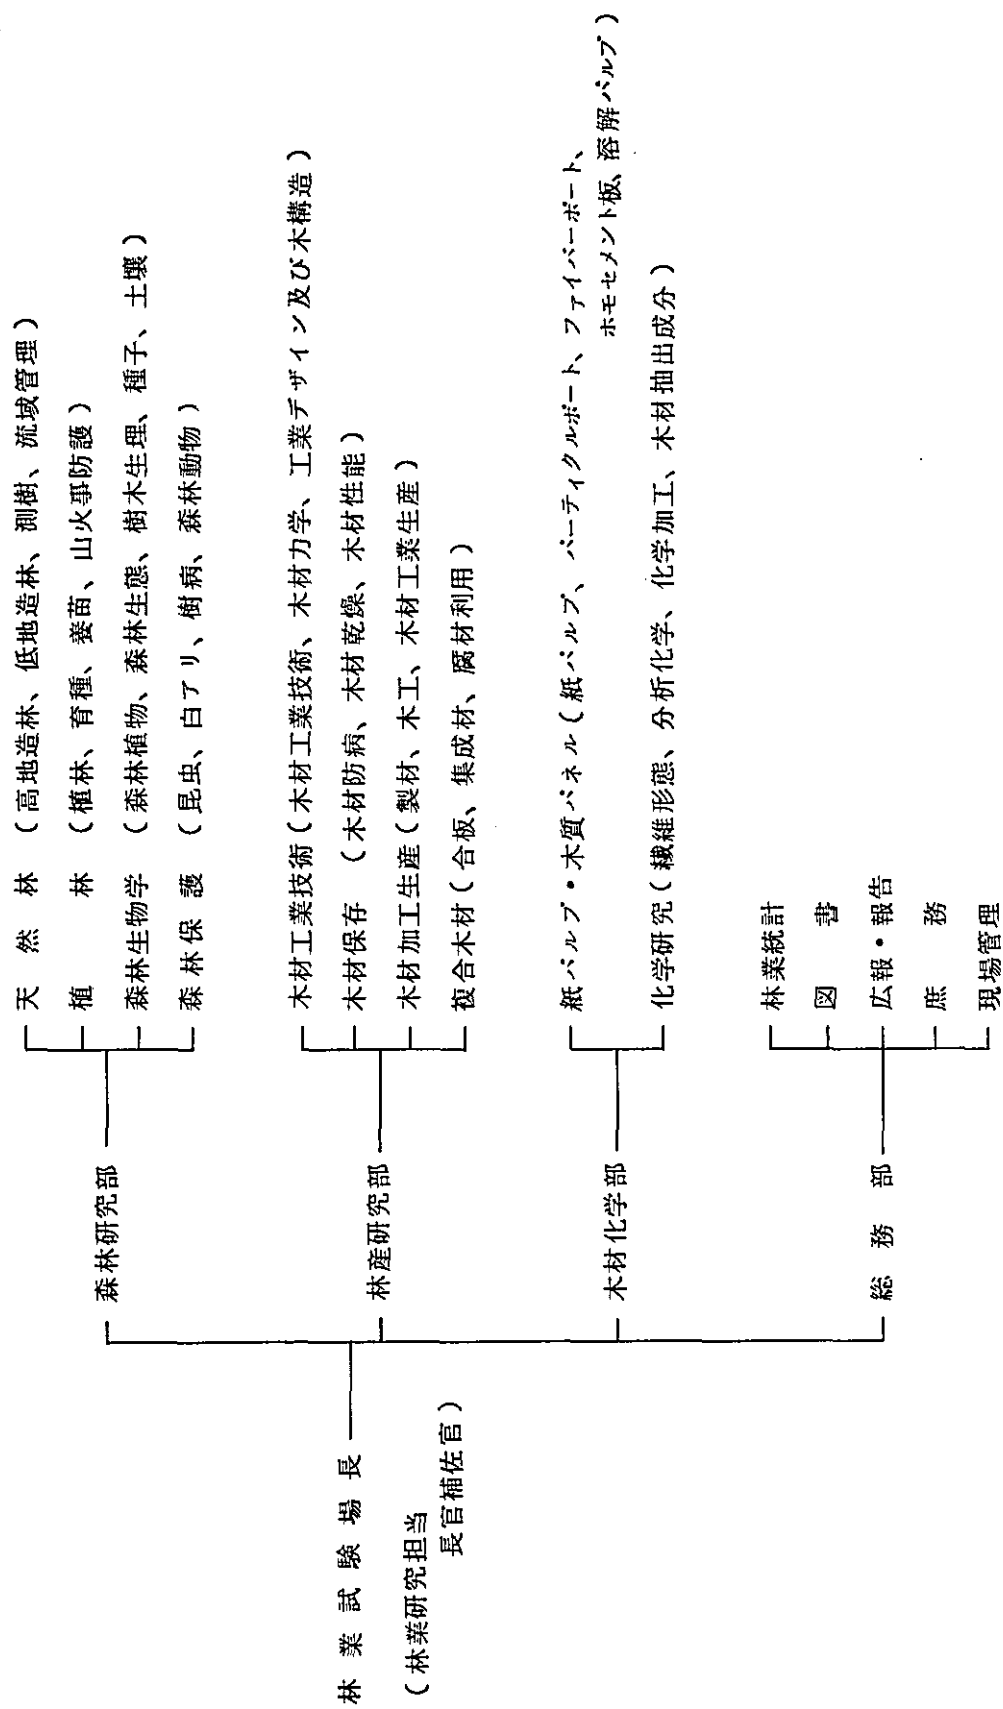 林業試験場長
（林業研究担当
長官補佐官）
森林研究部
天然林（高地造林、低地造林、測樹、流域管理）
植林（植林、育種、養苗、山火事防護）
森林生物学（森林植物、森林生態、樹木生理、種子、土壌）
森林保護（昆虫、白アリ、樹病、森林動物）
林産研究部
木材工業技術（木材工業技術、木材力学、工業デザイン及び木構造）
木材保存（木材防病、木材乾燥、木材性能）
木材加工生産（製材、木工、木材工業生産）
複合木材（合板、集成材、腐材利用）
木材化学部
紙パルプ・木質パネル（紙パルプ、パーティクルボート、ファイバーボート、
ホモセメント板、溶解パルプ）
化学研究（繊維形態、分析化学、化学加工、木材抽出成分）
総務部
林業統計
図書
広報・報告
庶務
現場管理